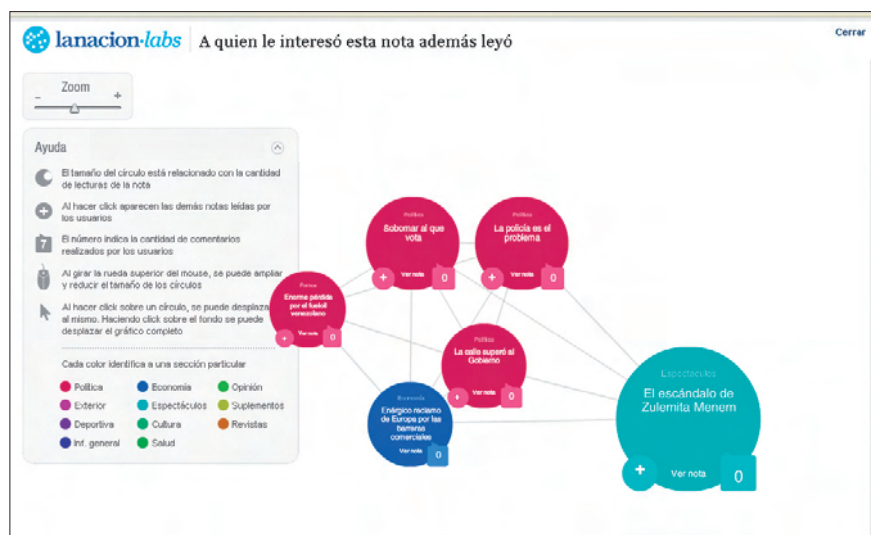 lanacion·labs
A quien le interesó esta nota además leyó
Cerrar
Zoom
- +
Ayuda
El tamaño del círculo está relacionado con la cantidad
de lecturas de la nota
Al hacer click aparecen las demás notas leídas por
los usuarios
7
El número indica la cantidad de comentarios
realizados por los usuarios
Al girar la rueda superior del mouse, se puede ampliar
y reducir el tamaño de los círculos
Al hacer click sobre un círculo, se puede desplaza
al mismo. Haciendo click sobre el fondo se puede
desplazar el gráfico completo
Cada color identifica a una sección particular
Política
Economía
Opinión
Exterior
Espectáculos
Suplementos
Deportiva
Cultura
Revistas
Inf. general
Salud
Política
Sobornar al que
vota
Ver nota
+ 0
Política
La policía es el
problema
Ver nota
+ 0
Política
Enorme pérdida
por el fueloil
venezolano
Ver nota
+ 0
Política
La calle superó al
Gobierno
Ver nota
+ 0
Economía
Enérgico reclamo
de Europa por las
barreras
comerciales
Ver nota
0
Espectáculos
El escándalo de
Zulemita Menem
Ver nota
+ 0